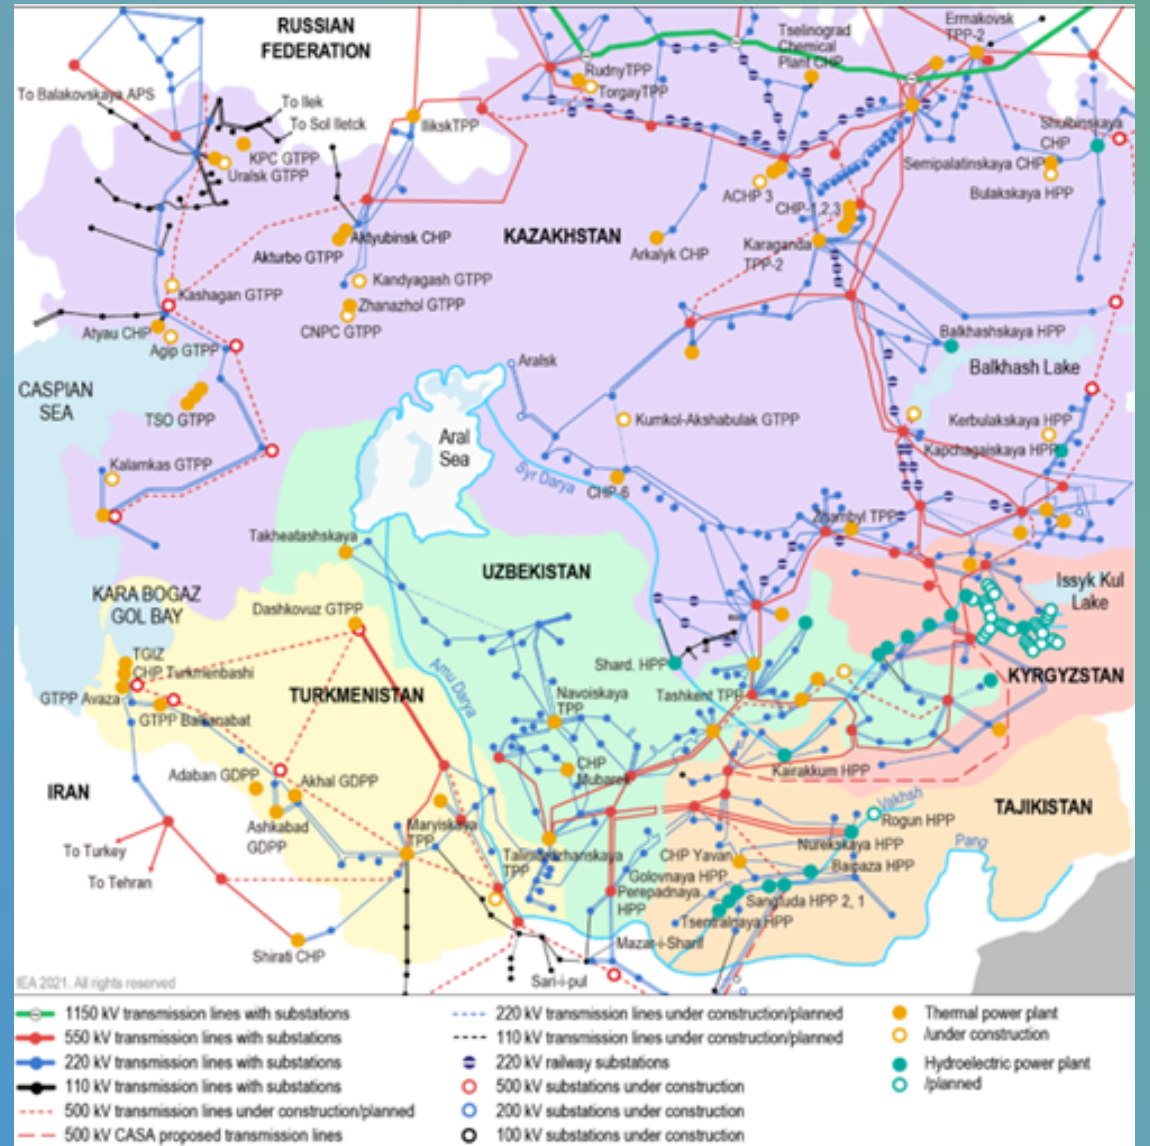 RUSSIAN
FEDERATION
Ermakovsk
TPP-2
Tselinograd
Chemical
Plant CHP
RudnyTPP
TorgayTPP
To Balakovskaya APS
To Ilek
To Sol Iletck
IlikskTPP
Shulbinskaya
CHP
KPC GTPP
Uralsk GTPP
Semipalatinskaya CHP
Bulakskaya HPP
ACHP 3
CHP-1,2,3
KAZAKHSTAN
Aktyubinsk CHP
Akturbo GTPP
Arkalyk CHP
Karaganda
TPP-2
Kandyagash GTPP
Kashagan GTPP
Zhanazhol GTPP
CNPC GTPP
Atyau CHP
Agip GTPP
Balkhashskaya HPP
Aralsk
Balkhash Lake
CASPIAN
SEA
TSO GTPP
Kumkol-Akshabulak GTPP
Kerbulakskaya HPP
Kapchagaiskaya HPP
Aral
Sea
Kalamkas GTPP
Syr Darya
CHP-6
Zhambyl TPP
Takheatashskaya
UZBEKISTAN
Issyk Kul
Lake
KARA BOGAZ
GOL BAY
Dashkovuz GTPP
TGIZ
CHP Turkmenbashi
Shard. HPP
KYRGYZSTAN
GTPP Avaza
TURKMENISTAN
Amu Darya
Navoiskaya
TPP
Tashkent TPP
GTPP Balkanabat
Adaban GDPP
Akhal GDPP
CHP
Mubarek
Kairakkum HPP
IRAN
TAJIKISTAN
Vakhsh
Rogun HPP
Ashkabad
GDPP
Maryiskaya
TPP
Nurekskaya HPP
Pang
To Turkey
To Tehran
TPP
CHP Yavan
Baipaza HPP
Golovnaya HPP
Perepadnaya
HPP
Sangtuda HPP 2, 1
Tsentralnaya HPP
Shirati CHP
Mazar-i-Sharif
Sari-i-pul
IEA 2021. All rights reserved
1150 kV transmission lines with substations
550 kV transmission lines with substations
220 kV transmission lines with substations
110 kV transmission lines with substations
500 kV transmission lines under construction/planned
500 kV CASA proposed transmission lines
220 kV transmission lines under construction/planned
110 kV transmission lines under construction/planned
220 kV railway substations
500 kV substations under construction
200 kV substations under construction
100 kV substations under construction
Thermal power plant
/under construction
Hydroelectric power plant
/planned